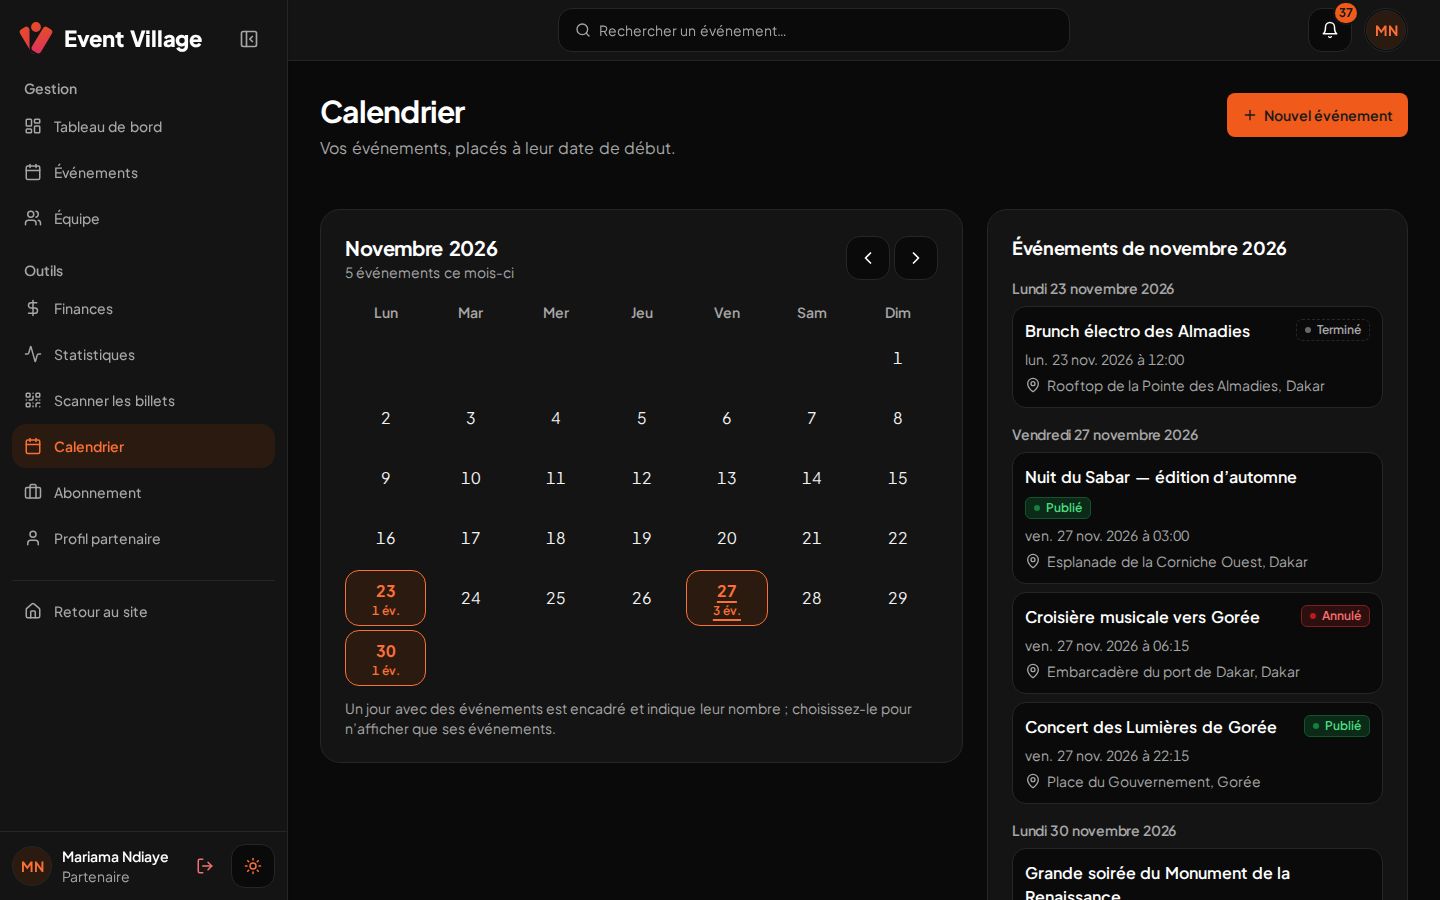 Event Village
Gestion
Tableau de bord
Événements
Équipe
Outils
Finances
Statistiques
Scanner les billets
Calendrier
Abonnement
Profil partenaire
Retour au site
MN
Mariama Ndiaye
Partenaire
Rechercher un événement…
37
MN
Calendrier
Vos événements, placés à leur date de début.
+ Nouvel événement
Novembre 2026
5 événements ce mois-ci
Lun Mar Mer Jeu Ven Sam Dim
1
2 3 4 5 6 7 8
9 10 11 12 13 14 15
16 17 18 19 20 21 22
23 24 25 26 27 28 29
1 év. 3 év.
30
1 év.
Un jour avec des événements est encadré et indique leur nombre ; choisissez-le pour
n’afficher que ses événements.
Événements de novembre 2026
Lundi 23 novembre 2026
Brunch électro des Almadies Terminé
lun. 23 nov. 2026 à 12:00
Rooftop de la Pointe des Almadies, Dakar
Vendredi 27 novembre 2026
Nuit du Sabar — édition d’automne
Publié
ven. 27 nov. 2026 à 03:00
Esplanade de la Corniche Ouest, Dakar
Croisière musicale vers Gorée Annulé
ven. 27 nov. 2026 à 06:15
Embarcadère du port de Dakar, Dakar
Concert des Lumières de Gorée Publié
ven. 27 nov. 2026 à 22:15
Place du Gouvernement, Gorée
Lundi 30 novembre 2026
Grande soirée du Monument de la
Renaissance